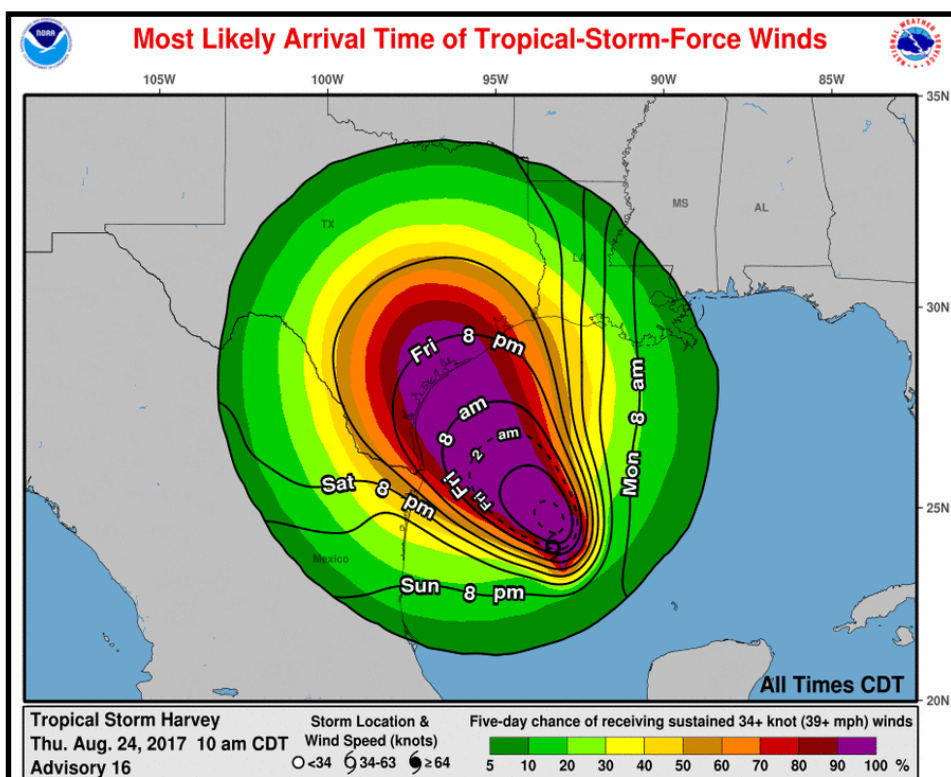 NOAA
Most Likely Arrival Time of Tropical-Storm-Force Winds
105W 100W 95W 90W 85W
35N
TX
MS
AL
LA
30N
Fri 8 pm
8 am
Fri 8 am
2 am
Fri
Mon
Sat 8 pm
25N
Mexico
Sun 8 pm
All Times CDT
20N
Tropical Storm Harvey
Thu. Aug. 24, 2017 10 am CDT
Advisory 16
Storm Location &
Wind Speed (knots)
<34 34-63 ≥64
Five-day chance of receiving sustained 34+ knot (39+ mph) winds
5 10 20 30 40 50 60 70 80 90 100 %